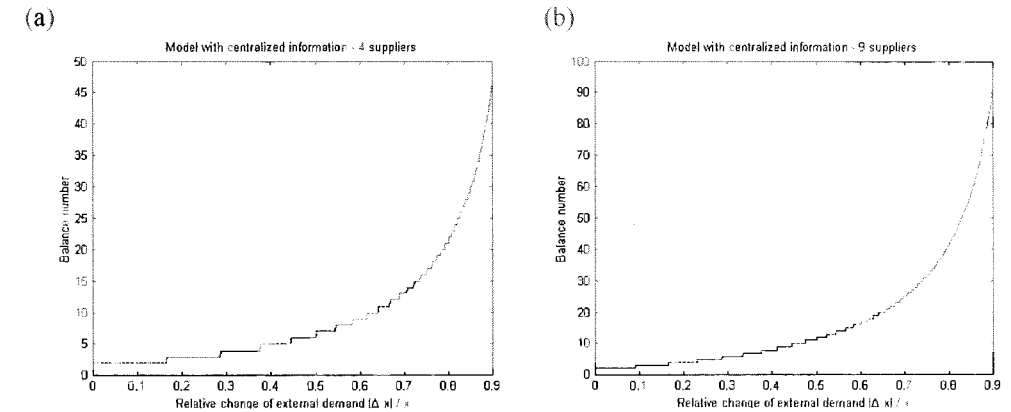 (a)
Model with centralized information - 4 suppliers
50
45
40
35
30
25
20
15
10
5
0
Balance number
0 0.1 0.2 0.3 0.4 0.5 0.6 0.7 0.8 0.9
Relative change of external demand |Δ x| / x
(b)
Model with centralized information - 9 suppliers
100
90
80
70
60
50
40
30
20
10
0
Balance number
0 0.1 0.2 0.3 0.4 0.5 0.6 0.7 0.8 0.9
Relative change of external demand |Δ x| / x